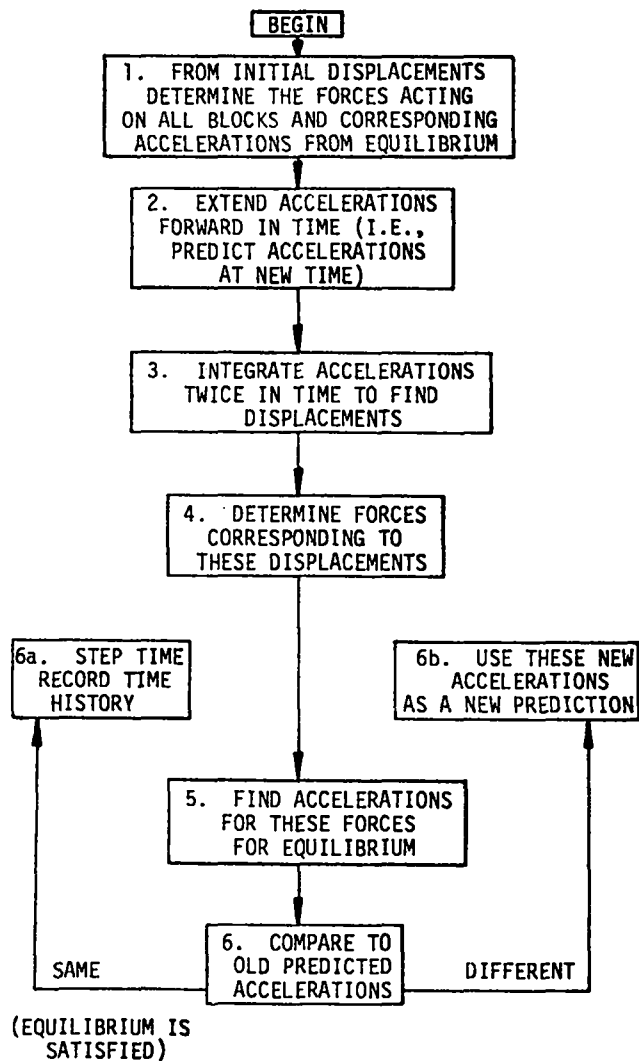 BEGIN
1. FROM INITIAL DISPLACEMENTS
DETERMINE THE FORCES ACTING
ON ALL BLOCKS AND CORRESPONDING
ACCELERATIONS FROM EQUILIBRIUM
2. EXTEND ACCELERATIONS
FORWARD IN TIME (I.E.,
PREDICT ACCELERATIONS
AT NEW TIME)
3. INTEGRATE ACCELERATIONS
TWICE IN TIME TO FIND
DISPLACEMENTS
4. DETERMINE FORCES
CORRESPONDING TO
THESE DISPLACEMENTS
6a. STEP TIME
RECORD TIME
HISTORY
6b. USE THESE NEW
ACCELERATIONS
AS A NEW PREDICTION
5. FIND ACCELERATIONS
FOR THESE FORCES
FOR EQUILIBRIUM
6. COMPARE TO
OLD PREDICTED
ACCELERATIONS
SAME
DIFFERENT
(EQUILIBRIUM IS
SATISFIED)